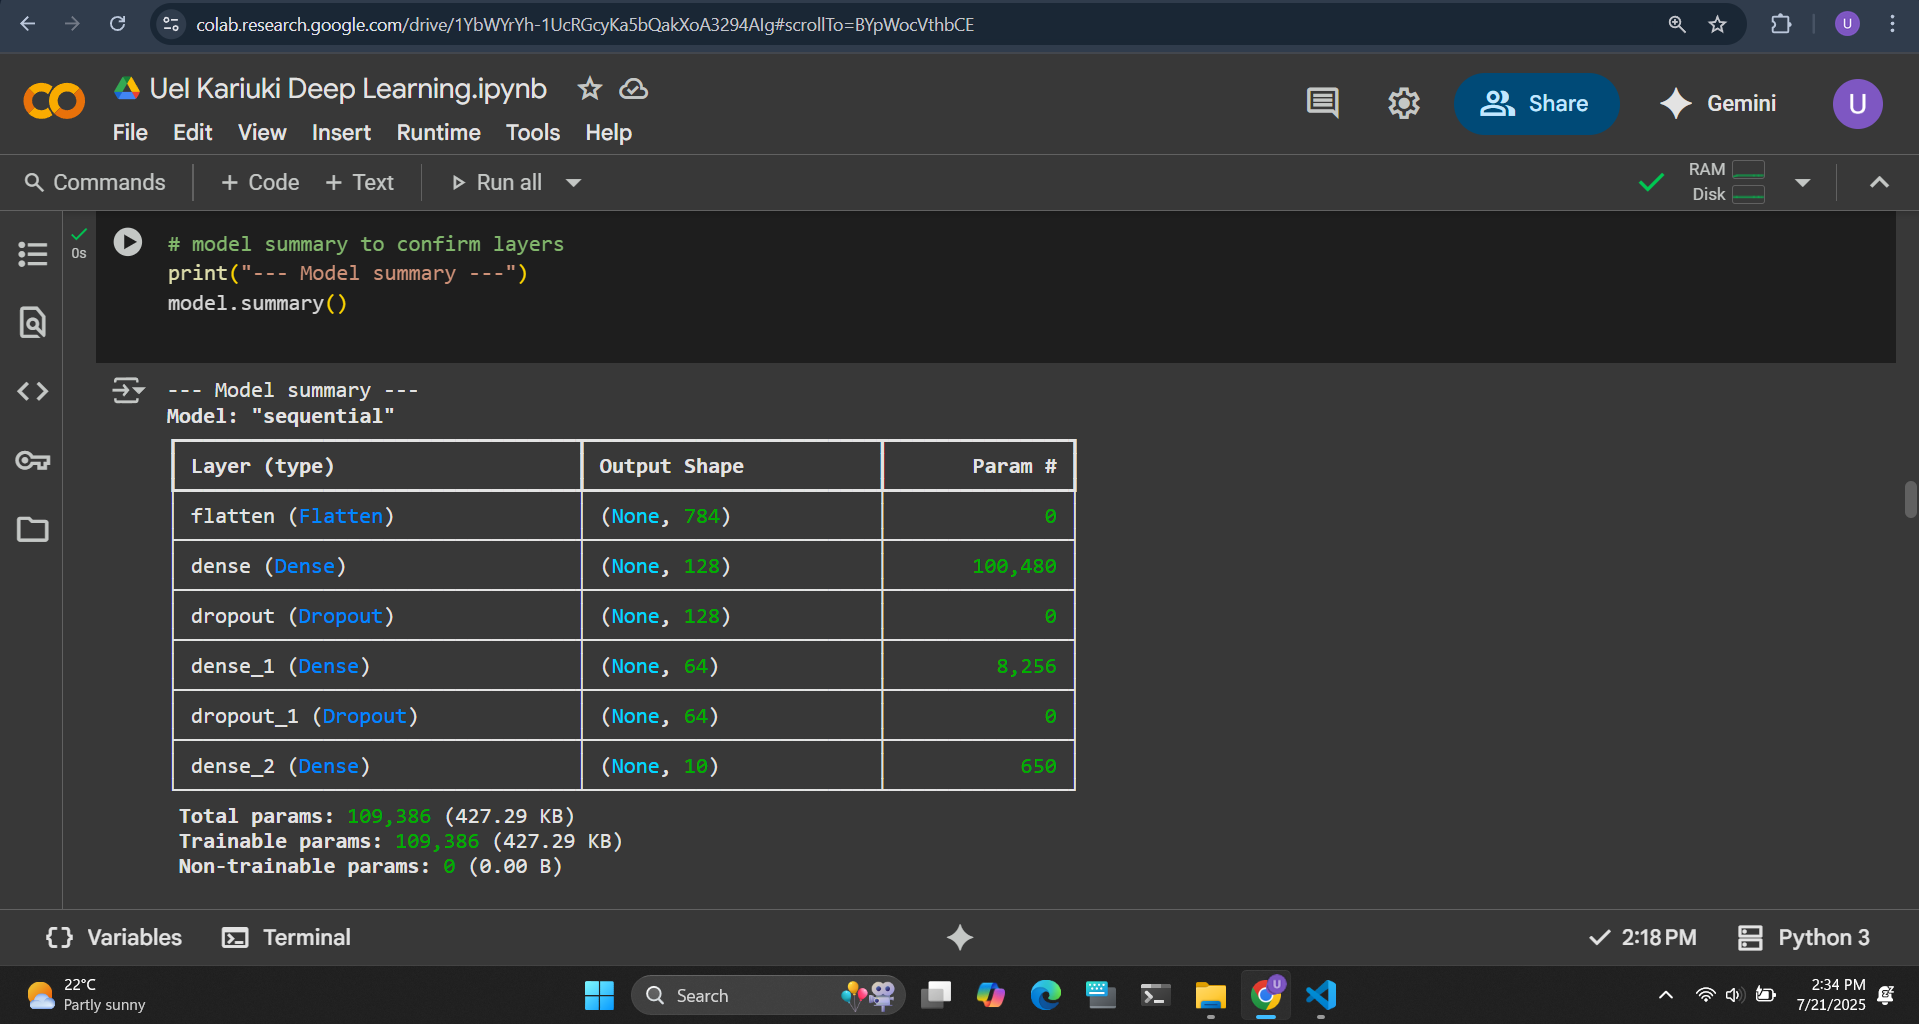 colab.research.google.com/drive/1YbWYrYh-1UcRGcyKa5bQakXoA3294AIg#scrollTo=BYpWocVthbCE
U
Uel Kariuki Deep Learning.ipynb
File Edit View Insert Runtime Tools Help
Share
Gemini
U
Commands
+ Code + Text
Run all
RAM
Disk
0s
# model summary to confirm layers
print("--- Model summary ---")
model.summary()
--- Model summary ---
Model: "sequential"
Layer (type) Output Shape Param #
flatten (Flatten) (None, 784) 0
dense (Dense) (None, 128) 100,480
dropout (Dropout) (None, 128) 0
dense_1 (Dense) (None, 64) 8,256
dropout_1 (Dropout) (None, 64) 0
dense_2 (Dense) (None, 10) 650
Total params: 109,386 (427.29 KB)
Trainable params: 109,386 (427.29 KB)
Non-trainable params: 0 (0.00 B)
Variables Terminal
2:18 PM Python 3
22°C
Partly sunny
Search
U
2:34 PM
7/21/2025